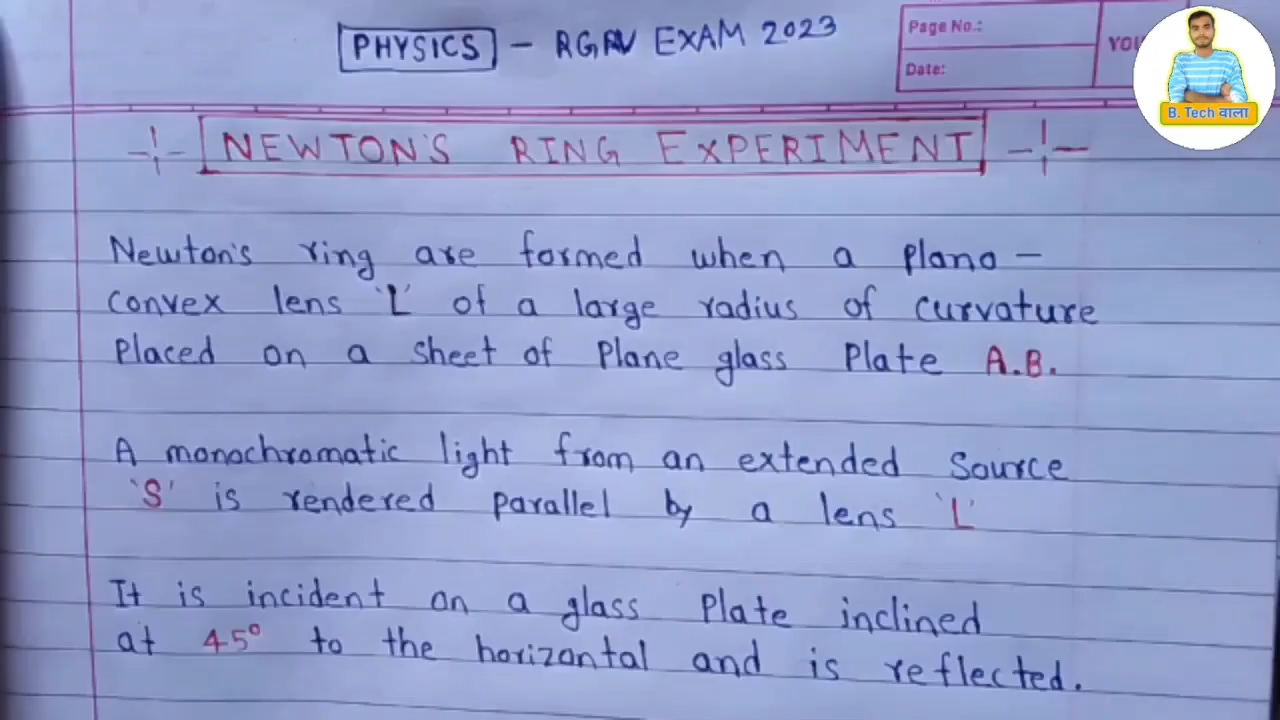 PHYSICS - RGPV EXAM 2023
Page No.:
Date:
YOU
B. Tech वाला
NEWTON'S RING EXPERIMENT
Newton's ring are formed when a plano -
convex lens 'L' of a large radius of curvature
Placed on a sheet of Plane glass Plate A.B.
A monochromatic light from an extended Source
'S' is rendered parallel by a lens 'L'
It is incident on a glass Plate inclined
at 45° to the horizontal and is reflected.